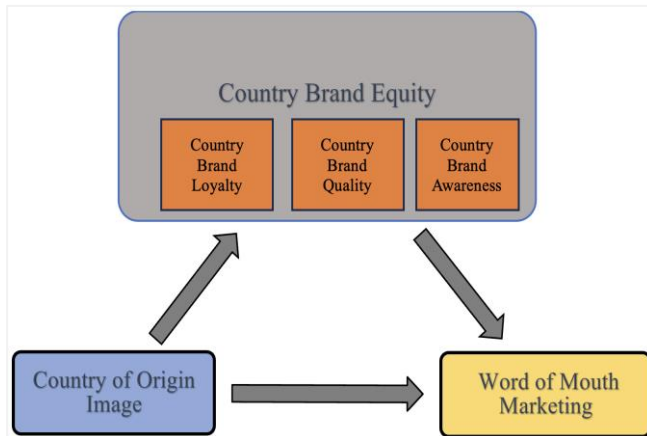 Country Brand Equity
Country
Brand
Loyalty
Country
Brand
Quality
Country
Brand
Awareness
Country of Origin
Image
Word of Mouth
Marketing